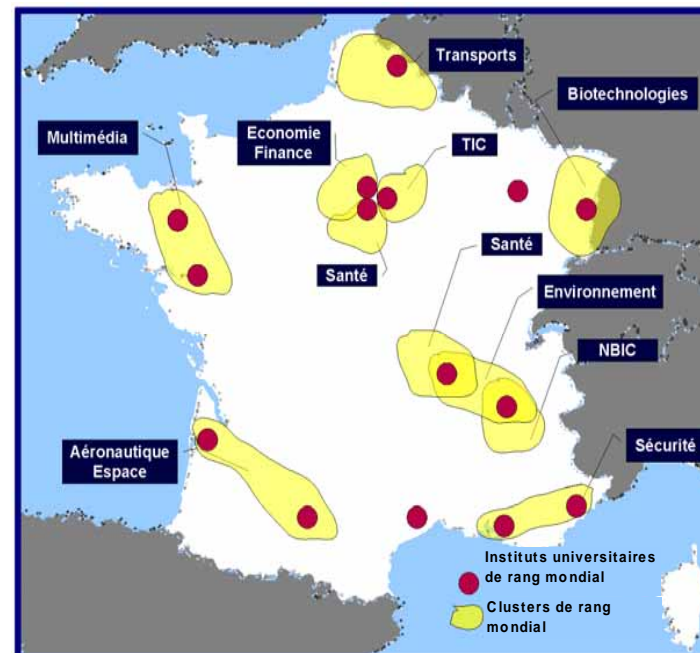 Transports
Biotechnologies
Multimédia
Economie
Finance
TIC
Santé
Santé
Environnement
NBIC
Aéronautique
Espace
Sécurité
Instituts universitaires
de rang mondial
Clusters de rang
mondial